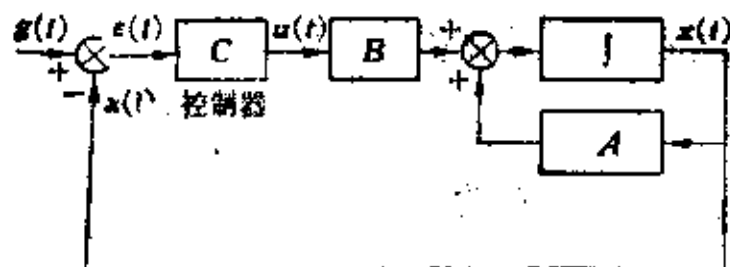 g(t) ε(t) C u(t) B + ∫ x(t)
+
− x(t) 控制器 +
A